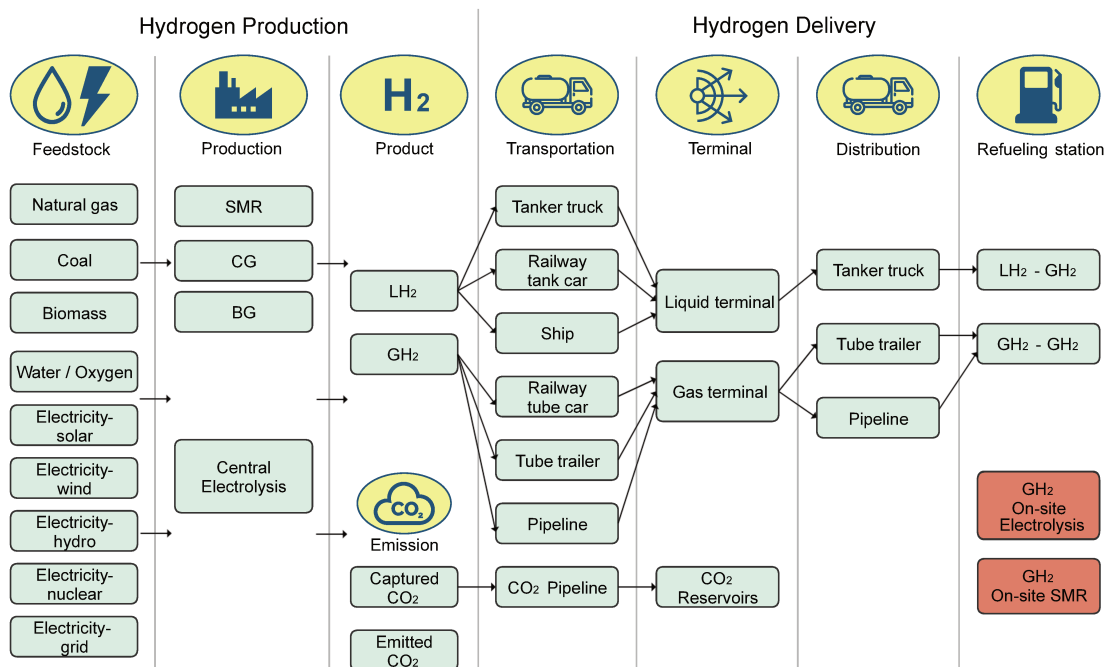 Hydrogen Production
Hydrogen Delivery
H2
Feedstock
Production
Product
Transportation
Terminal
Distribution
Refueling station
Natural gas
Coal
Biomass
Water / Oxygen
Electricity-
solar
Electricity-
wind
Electricity-
hydro
Electricity-
nuclear
Electricity-
grid
SMR
CG
BG
Central
Electrolysis
LH2
GH2
CO2
Emission
Captured
CO2
Emitted
CO2
Tanker truck
Railway
tank car
Ship
Railway
tube car
Tube trailer
Pipeline
CO2 Pipeline
Liquid terminal
Gas terminal
CO2
Reservoirs
Tanker truck
Tube trailer
Pipeline
LH2 - GH2
GH2 - GH2
GH2
On-site
Electrolysis
GH2
On-site SMR